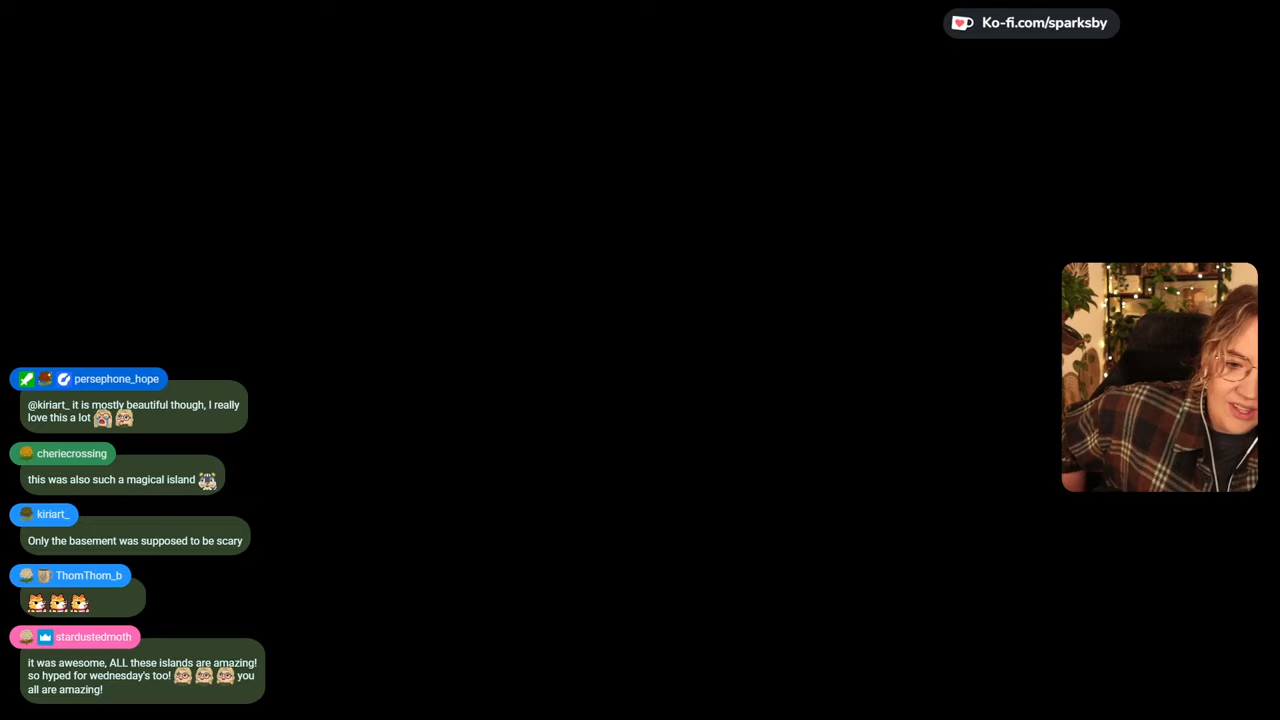 Ko-fi.com/sparksby
persephone_hope
@kiriart_ it is mostly beautiful though, I really
love this a lot
cheriecrossing
this was also such a magical island
kiriart_
Only the basement was supposed to be scary
ThomThom_b
stardustedmoth
it was awesome, ALL these islands are amazing!
so hyped for wednesday's too! you
all are amazing!